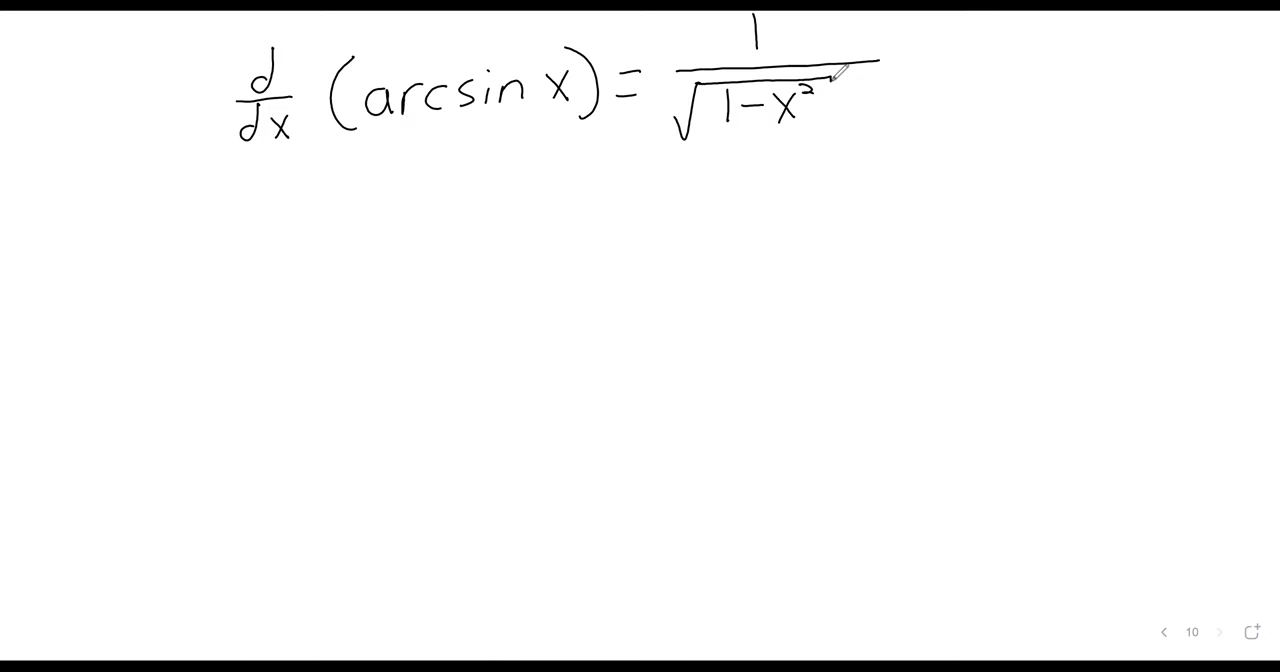 d/dx (arcsin x) = 1/√(1-x²)
10